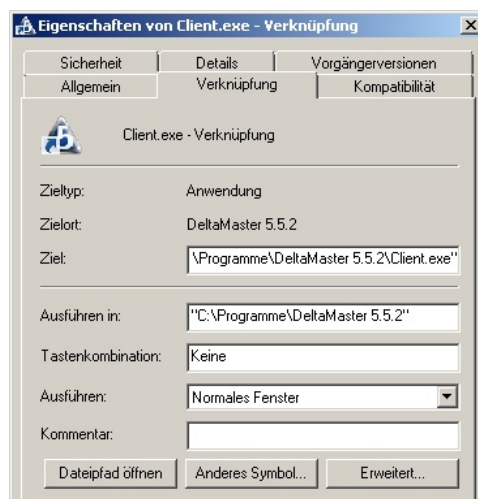 Eigenschaften von Client.exe - Verknüpfung
Sicherheit Details Vorgängerversionen
Allgemein Verknüpfung Kompatibilität
Client.exe - Verknüpfung
Zieltyp: Anwendung
Zielort: DeltaMaster 5.5.2
Ziel: \Programme\DeltaMaster 5.5.2\Client.exe"
Ausführen in: "C:\Programme\DeltaMaster 5.5.2"
Tastenkombination: Keine
Ausführen: Normales Fenster
Kommentar:
Dateipfad öffnen Anderes Symbol... Erweitert...